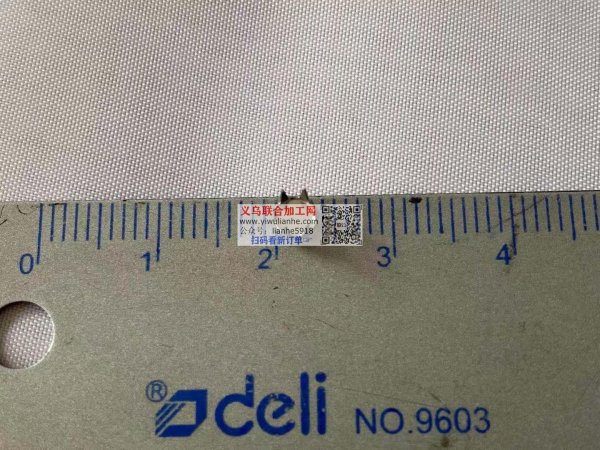 义乌联合加工网
www.yiwulianhe.com
公众号：lianhe5918
扫码看新订单
0 1 2 3 4
® deli NO.9603